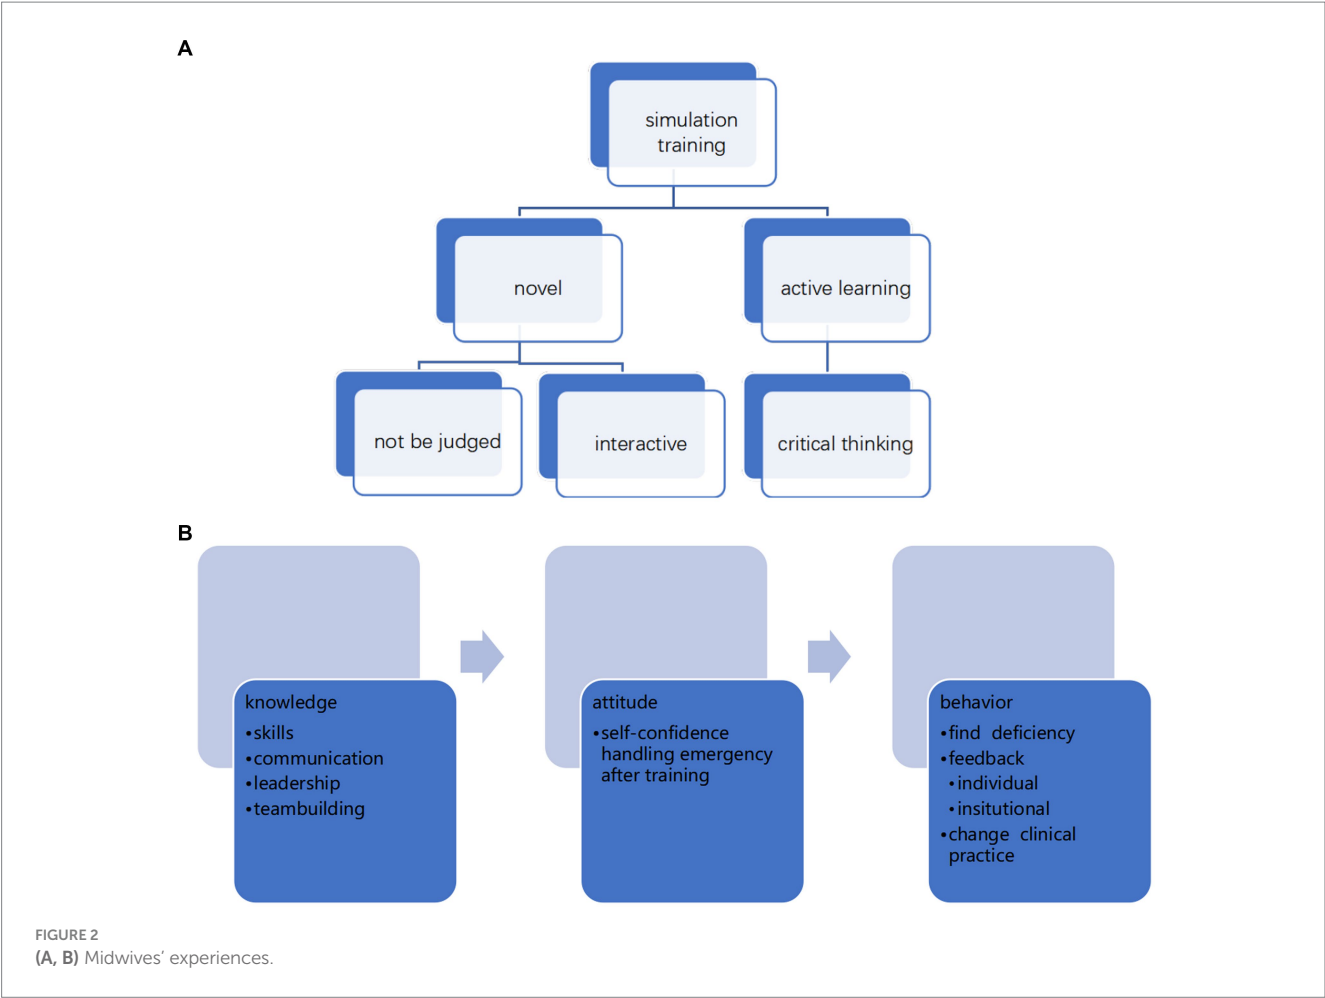 A
simulation
training
novel
active learning
not be judged
interactive
critical thinking
B
knowledge
•skills
•communication
•leadership
•teambuilding
attitude
•self-confidence
handling emergency
after training
behavior
•find deficiency
•feedback
•individual
•insitutional
•change clinical
practice
FIGURE 2
(A, B) Midwives’ experiences.